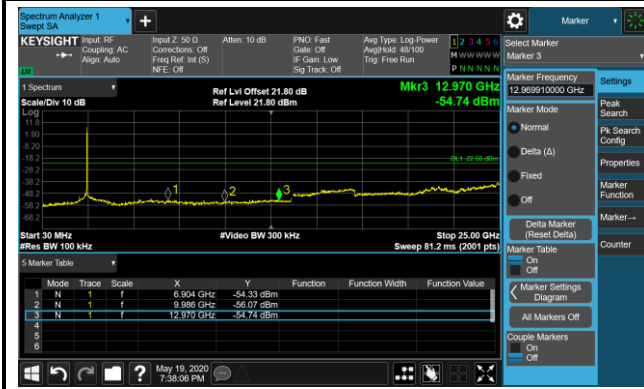 Spectrum Analyzer 1
Swept SA
+
Marker
KEYSIGHT
Input: RF
Coupling: AC
Align: Auto
Input Z: 50 Ω
Corrections: Off
Freq Ref: Int (S)
NFE: Off
Atten: 10 dB
PNO: Fast
Gate: Off
IF Gain: Low
Sig Track: Off
Avg Type: Log-Power
Avg|Hold: 48/100
Trig: Free Run
1 2 3 4 5 6
M W W W W W
P N N N N N
Select Marker
Marker 3
1 Spectrum
Scale/Div 10 dB
Log
Ref Lvl Offset 21.80 dB
Ref Level 21.80 dBm
Mkr3 12.970 GHz
-54.74 dBm
11.8
1.80
-8.20
-18.2
-28.2
-38.2
-48.2
-58.2
-68.2
DL1 -22.66 dBm
1
2
3
Start 30 MHz
#Res BW 100 kHz
#Video BW 300 kHz
Stop 25.00 GHz
Sweep 81.2 ms (2001 pts)
5 Marker Table
Mode Trace Scale X Y Function Function Width Function Value
1 N 1 f 6.904 GHz -54.33 dBm
2 N 1 f 9.986 GHz -56.07 dBm
3 N 1 f 12.970 GHz -54.74 dBm
4
5
6
Marker Frequency
12.969910000 GHz
Marker Mode
Normal
Delta (Δ)
Fixed
Off
Delta Marker
(Reset Delta)
Marker Table
On
Off
Marker Settings
Diagram
All Markers Off
Couple Markers
On
Off
Settings
Peak
Search
Pk Search
Config
Properties
Marker
Function
Marker→
Counter
?
May 19, 2020
7:38:06 PM